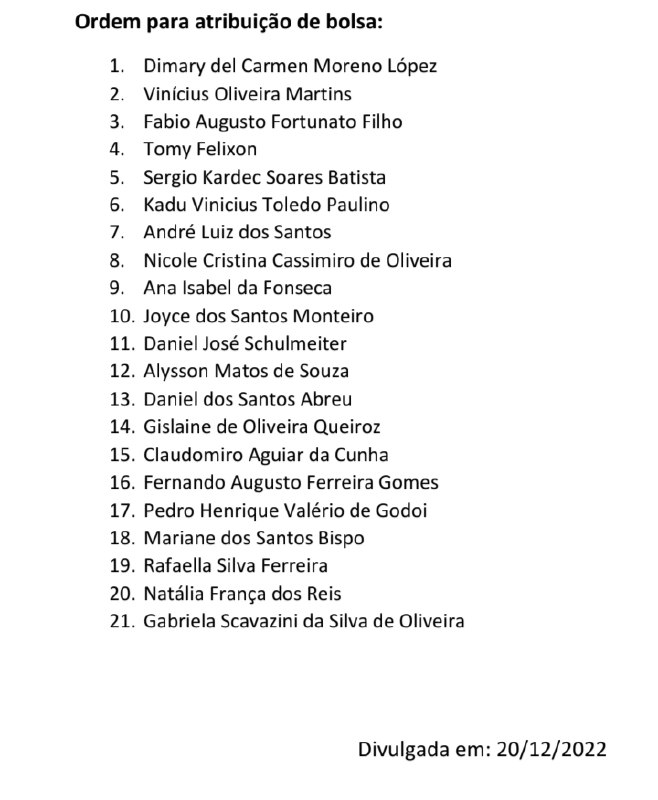 Ordem para atribuição de bolsa:
1. Dimary del Carmen Moreno López
2. Vinícius Oliveira Martins
3. Fabio Augusto Fortunato Filho
4. Tomy Felixon
5. Sergio Kardec Soares Batista
6. Kadu Vinicius Toledo Paulino
7. André Luiz dos Santos
8. Nicole Cristina Cassimiro de Oliveira
9. Ana Isabel da Fonseca
10. Joyce dos Santos Monteiro
11. Daniel José Schulmeiter
12. Alysson Matos de Souza
13. Daniel dos Santos Abreu
14. Gislaine de Oliveira Queiroz
15. Claudomiro Aguiar da Cunha
16. Fernando Augusto Ferreira Gomes
17. Pedro Henrique Valério de Godoi
18. Mariane dos Santos Bispo
19. Rafaella Silva Ferreira
20. Natália França dos Reis
21. Gabriela Scavazini da Silva de Oliveira
Divulgada em: 20/12/2022